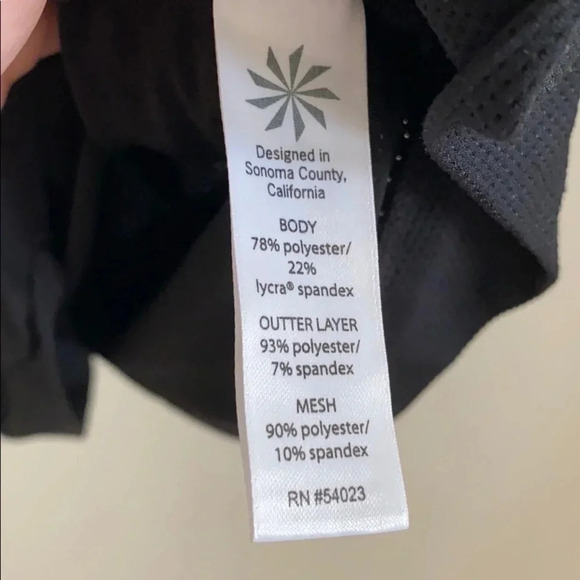 Designed in
Sonoma County,
California
BODY
78% polyester/
22%
lycra® spandex
OUTTER LAYER
93% polyester/
7% spandex
MESH
90% polyester/
10% spandex
RN #54023